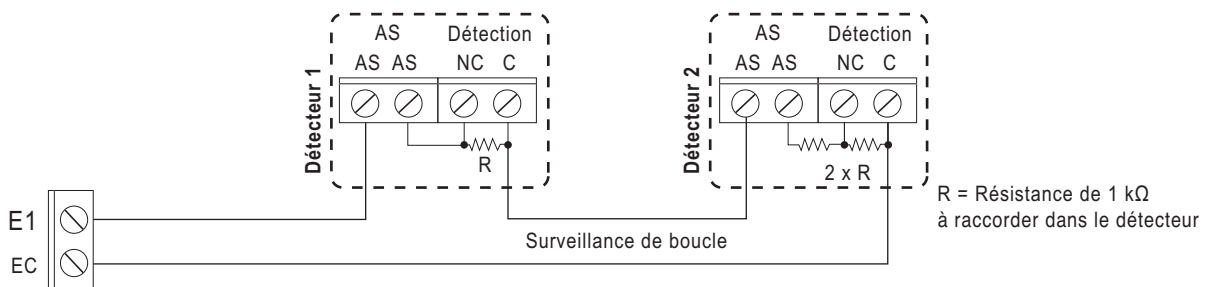 AS Détection
AS AS NC C
Détecteur 1
R
AS Détection
AS AS NC C
Détecteur 2
2 x R
R = Résistance de 1 kΩ
à raccorder dans le détecteur
E1
Surveillance de boucle
EC